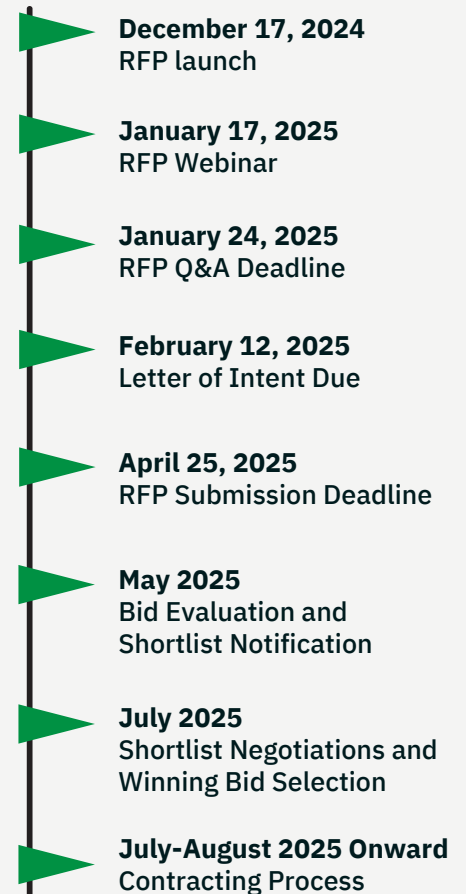 December 17, 2024
RFP launch
January 17, 2025
RFP Webinar
January 24, 2025
RFP Q&A Deadline
February 12, 2025
Letter of Intent Due
April 25, 2025
RFP Submission Deadline
May 2025
Bid Evaluation and
Shortlist Notification
July 2025
Shortlist Negotiations and
Winning Bid Selection
July-August 2025 Onward
Contracting Process